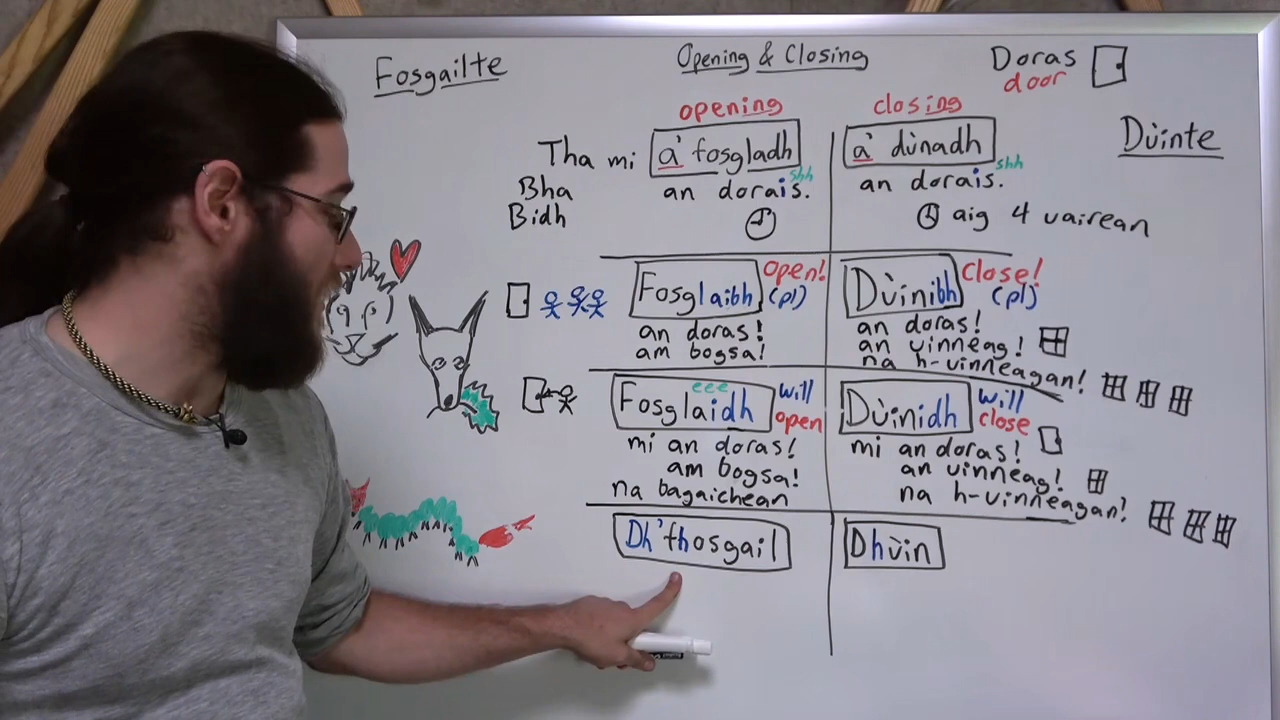 Fosgailte
Opening & Closing
Doras
door
opening
closing
Dùinte
Tha mi
a' fosgladh
a' dùnadh
Bha
an dorais.
shh
an dorais.
shh
Bidh
aig 4 uairean
Fosglaibh
open!
(pl)
an doras!
am bogsa!
Dùinibh
close!
(pl)
an doras!
an uinneag!
na h-uinneagan!
eee
Fosglaidh
will
open
mi an doras!
am bogsa!
na bagaichean
Dùinidh
will
close
mi an doras!
an uinneag!
na h-uinneagan!
Dh'fhosgail
Dhùin